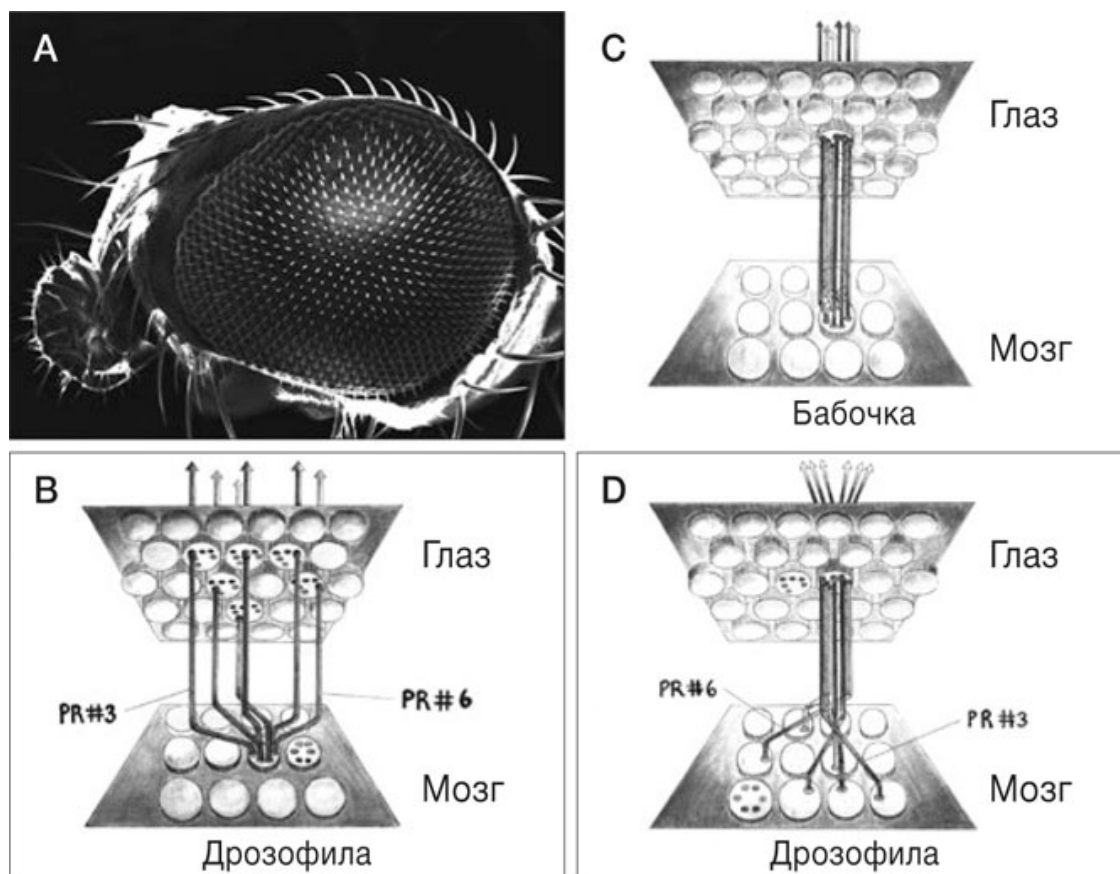 A
C
Глаз
Мозг
Бабочка
B
Глаз
PR#3
PR#6
Мозг
Дрозофила
D
Глаз
PR#6
PR#3
Мозг
Дрозофила